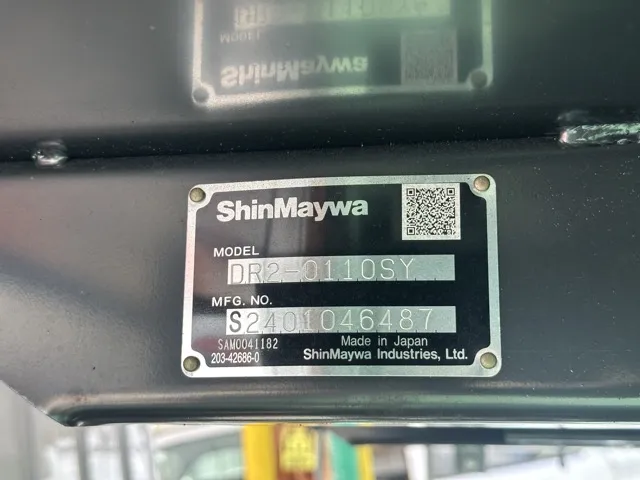 ShinMaywa
MODEL
DR2-0110SY
MFG. NO.
S2401046487
SAM0041182
Made in Japan
203-42686-0
ShinMaywa Industries, Ltd.